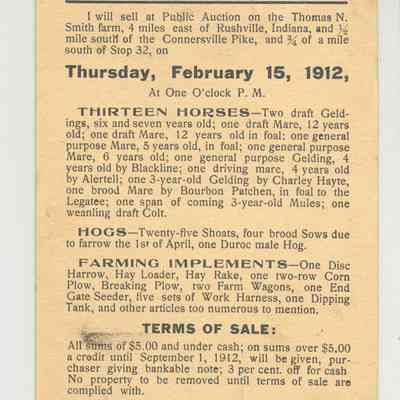 I will sell at Public Auction on the Thomas N.
Smith farm, 4 miles east of Rushville, Indiana, and ½
mile south of the Connersville Pike, and ¾ of a mile
south of Stop 32, on
Thursday, February 15, 1912,
At One O'clock P. M.
THIRTEEN HORSES—Two draft Geld-
ings, six and seven years old; one draft Mare, 12 years
old; one draft Mare, 12 years old in foal; one general
purpose Mare, 5 years old, in foal; one general purpose
Mare, 6 years old; one general purpose Gelding, 4
years old by Blackline; one driving mare, 4 years old
by Alertell; one 3-year-old Gelding by Charley Hayte,
one brood Mare by Bourbon Patchen, in foal to the
Legatee; one span of coming 3-year-old Mules; one
weanling draft Colt.
HOGS—Twenty-five Shoats, four brood Sows due
to farrow the 1st of April, one Duroc male Hog.
FARMING IMPLEMENTS—One Disc
Harrow, Hay Loader, Hay Rake, one two-row Corn
Plow, Breaking Plow, two Farm Wagons, one End
Gate Seeder, five sets of Work Harness, one Dipping
Tank, and other articles too numerous to mention.
TERMS OF SALE:
All sums of $5.00 and under cash; on sums over $5.00
a credit until September 1, 1912, will be given, pur-
chaser giving bankable note; 3 per cent. off for cash
No property to be removed until terms of sale are
complied with.